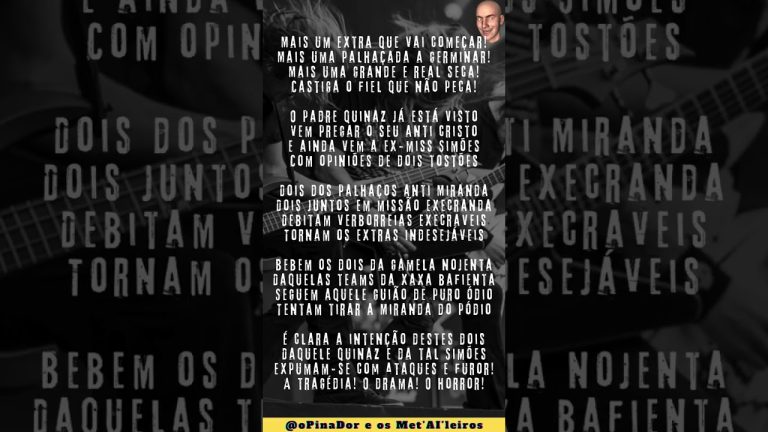 MAIS UM EXTRA QUE VAI COMEÇAR!
MAIS UMA PALHAÇADA A GERMINAR!
MAIS UMA GRANDE E REAL SECA!
CASTIGA O FIEL QUE NÃO PECA!
O PADRE QUINAZ JÁ ESTÁ VISTO
VEM PREGAR O SEU ANTI CRISTO
E AINDA VEM A EX-MISS SIMÕES
COM OPINIÕES DE DOIS TOSTÕES
DOIS DOS PALHAÇOS ANTI MIRANDA
DOIS JUNTOS EM MISSÃO EXECRANDA
DEBITAM VERBORREIAS EXECRÁVEIS
TORNAM OS EXTRAS INDESEJÁVEIS
BEBEM OS DOIS DA GAMELA NOJENTA
DAQUELAS TEAMS DA XAXA BAFIENTA
SEGUEM AQUELE GUIÃO DE PURO ÓDIO
TENTAM TIRAR A MIRANDA DO PÓDIO
É CLARA A INTENÇÃO DESTES DOIS
DAQUELE QUINAZ E DA TAL SIMÕES
EXPUMAM-SE COM ATAQUES E FUROR!
A TRAGÉDIA! O DRAMA! O HORROR!
@oPinaDor e os Met'AI'leiros